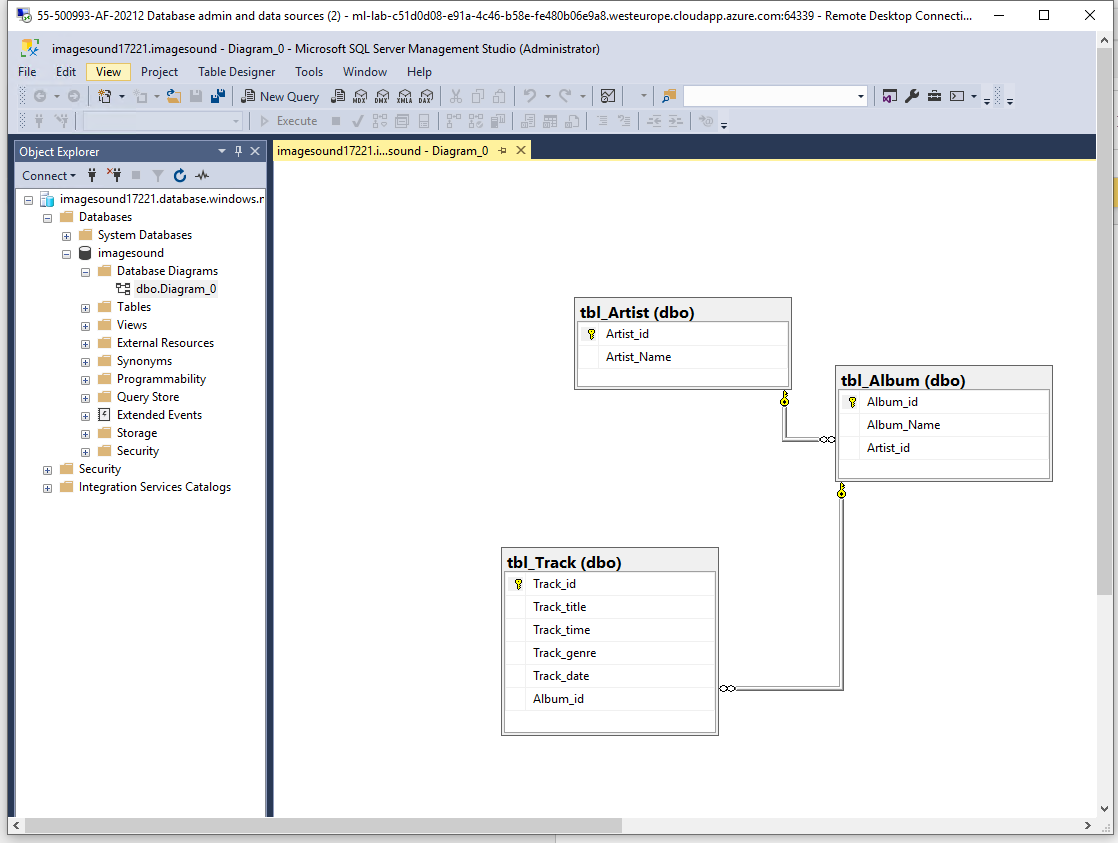 55-500993-AF-20212 Database admin and data sources (2) - ml-lab-c51d0d08-e91a-4c46-b58e-fe480b06e9a8.westeurope.cloudapp.azure.com:64339 - Remote Desktop Connecti...
imagesound17221.imagesound - Diagram_0 - Microsoft SQL Server Management Studio (Administrator)
File Edit View Project Table Designer Tools Window Help
New Query MDX DMX XMLA DAX
Execute
Object Explorer
imagesound17221.i...sound - Diagram_0
Connect
imagesound17221.database.windows.r
Databases
System Databases
imagesound
Database Diagrams
dbo.Diagram_0
Tables
Views
External Resources
Synonyms
Programmability
Query Store
Extended Events
Storage
Security
Security
Integration Services Catalogs
tbl_Artist (dbo)
Artist_id
Artist_Name
tbl_Album (dbo)
Album_id
Album_Name
Artist_id
tbl_Track (dbo)
Track_id
Track_title
Track_time
Track_genre
Track_date
Album_id